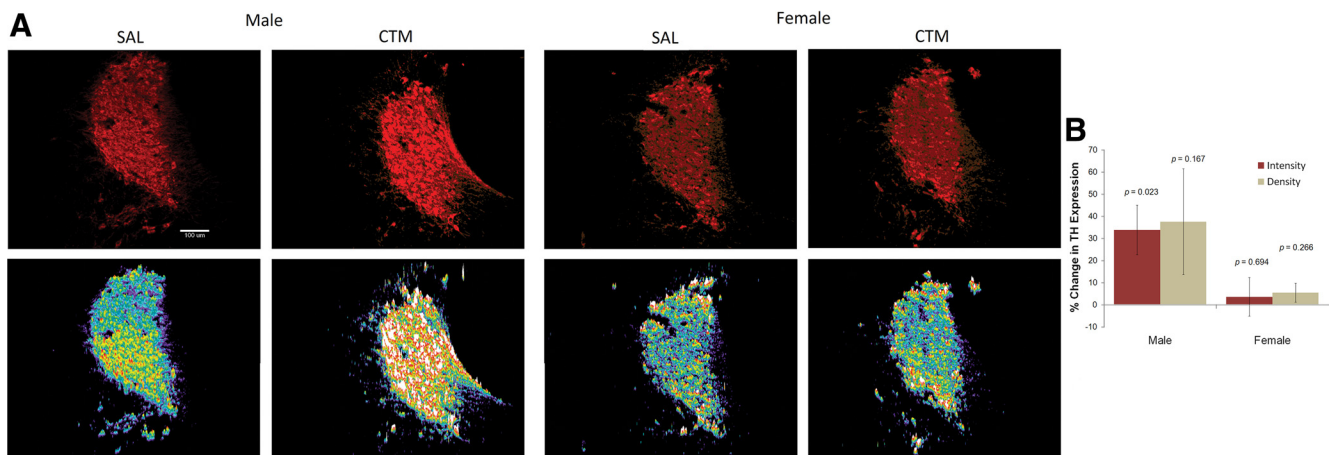 A
Male
Female
SAL
CTM
SAL
CTM
100 um
B
% Change in TH Expression
70
60
50
40
30
20
10
0
-10
p = 0.023
p = 0.167
p = 0.694
p = 0.266
Intensity
Density
Male
Female